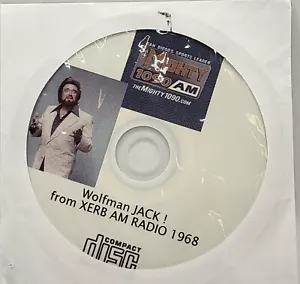 SAN DIEGO'S SPORTS LEADER
MIGHTY
1090 AM
THEMIGHTY1090.COM
Wolfman JACK !
from XERB AM RADIO 1968
COMPACT
disc